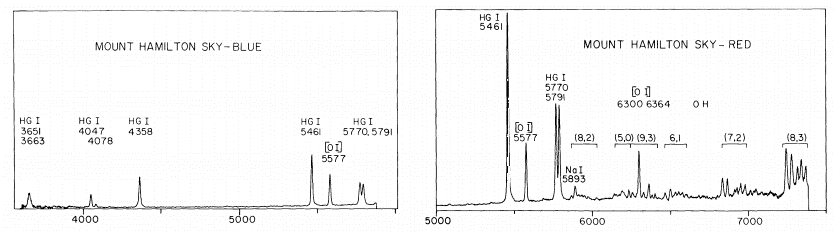 MOUNT HAMILTON SKY-BLUE
HG I
3651
3663
HG I
4047
4078
HG I
4358
HG I
5461
[O I]
5577
HG I
5770, 5791
4000
5000
HG I
5461
MOUNT HAMILTON SKY-RED
HG I
5770
5791
[O I]
5577
[O I]
6300 6364
OH
NaI
5893
(8,2)
(5,0) (9,3)
6,1
(7,2)
(8,3)
5000
6000
7000